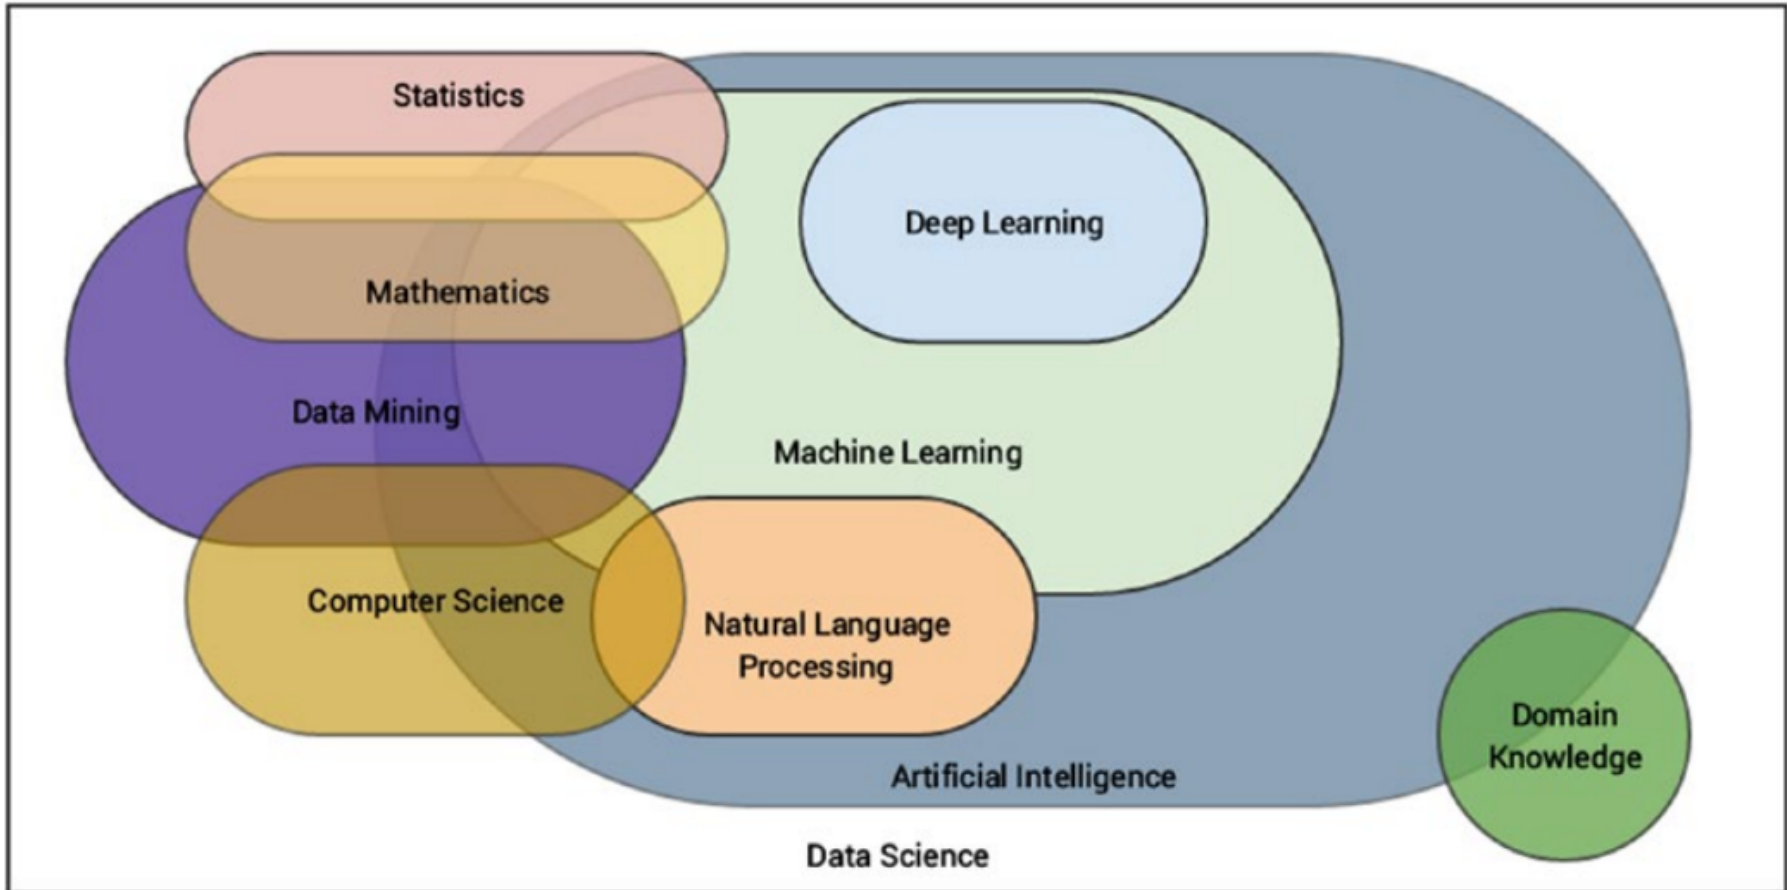 Statistics
Deep Learning
Mathematics
Data Mining
Machine Learning
Computer Science
Natural Language
Processing
Domain
Knowledge
Artificial Intelligence
Data Science